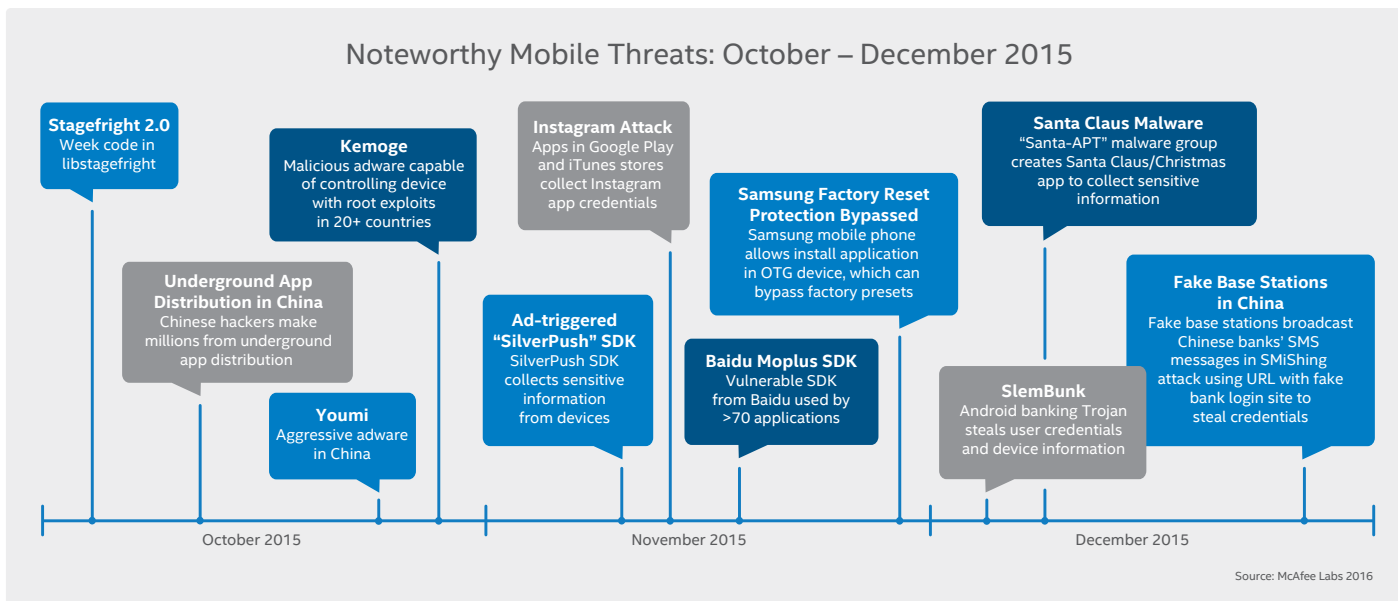 Noteworthy Mobile Threats: October – December 2015
Stagefright 2.0
Week code in
libstagefright
Underground App
Distribution in China
Chinese hackers make
millions from underground
app distribution
Kemoge
Malicious adware capable
of controlling device
with root exploits
in 20+ countries
Youmi
Aggressive adware
in China
Instagram Attack
Apps in Google Play
and iTunes stores
collect Instagram
app credentials
Ad-triggered
“SilverPush” SDK
SilverPush SDK
collects sensitive
information
from devices
Samsung Factory Reset
Protection Bypassed
Samsung mobile phone
allows install application
in OTG device, which can
bypass factory presets
Baidu Moplus SDK
Vulnerable SDK
from Baidu used by
>70 applications
Santa Claus Malware
“Santa-APT” malware group
creates Santa Claus/Christmas
app to collect sensitive
information
SlemBunk
Android banking Trojan
steals user credentials
and device information
Fake Base Stations
in China
Fake base stations broadcast
Chinese banks' SMS
messages in SMiShing
attack using URL with fake
bank login site to
steal credentials
October 2015
November 2015
December 2015
Source: McAfee Labs 2016